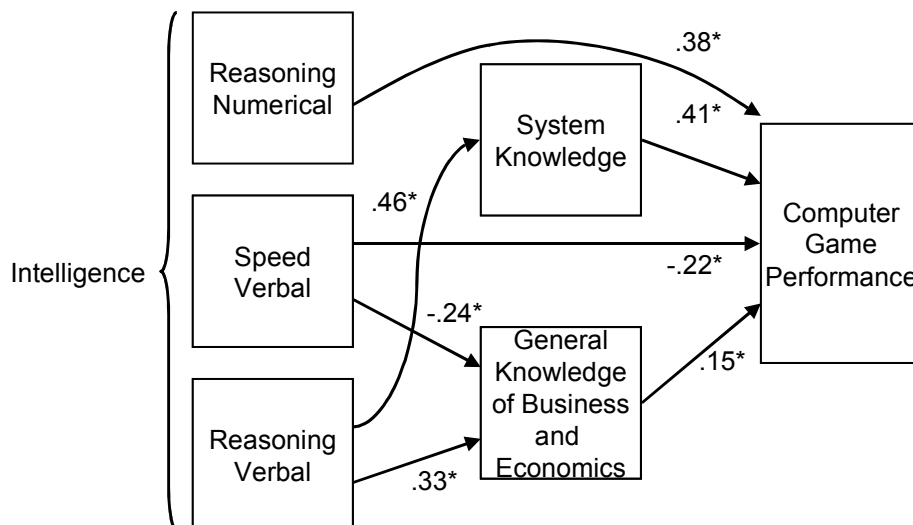 Intelligence
Reasoning
Numerical
Speed
Verbal
Reasoning
Verbal
.46*
-.24*
.33*
System
Knowledge
General
Knowledge
of Business
and
Economics
.38*
.41*
-.22*
.15*
Computer
Game
Performance